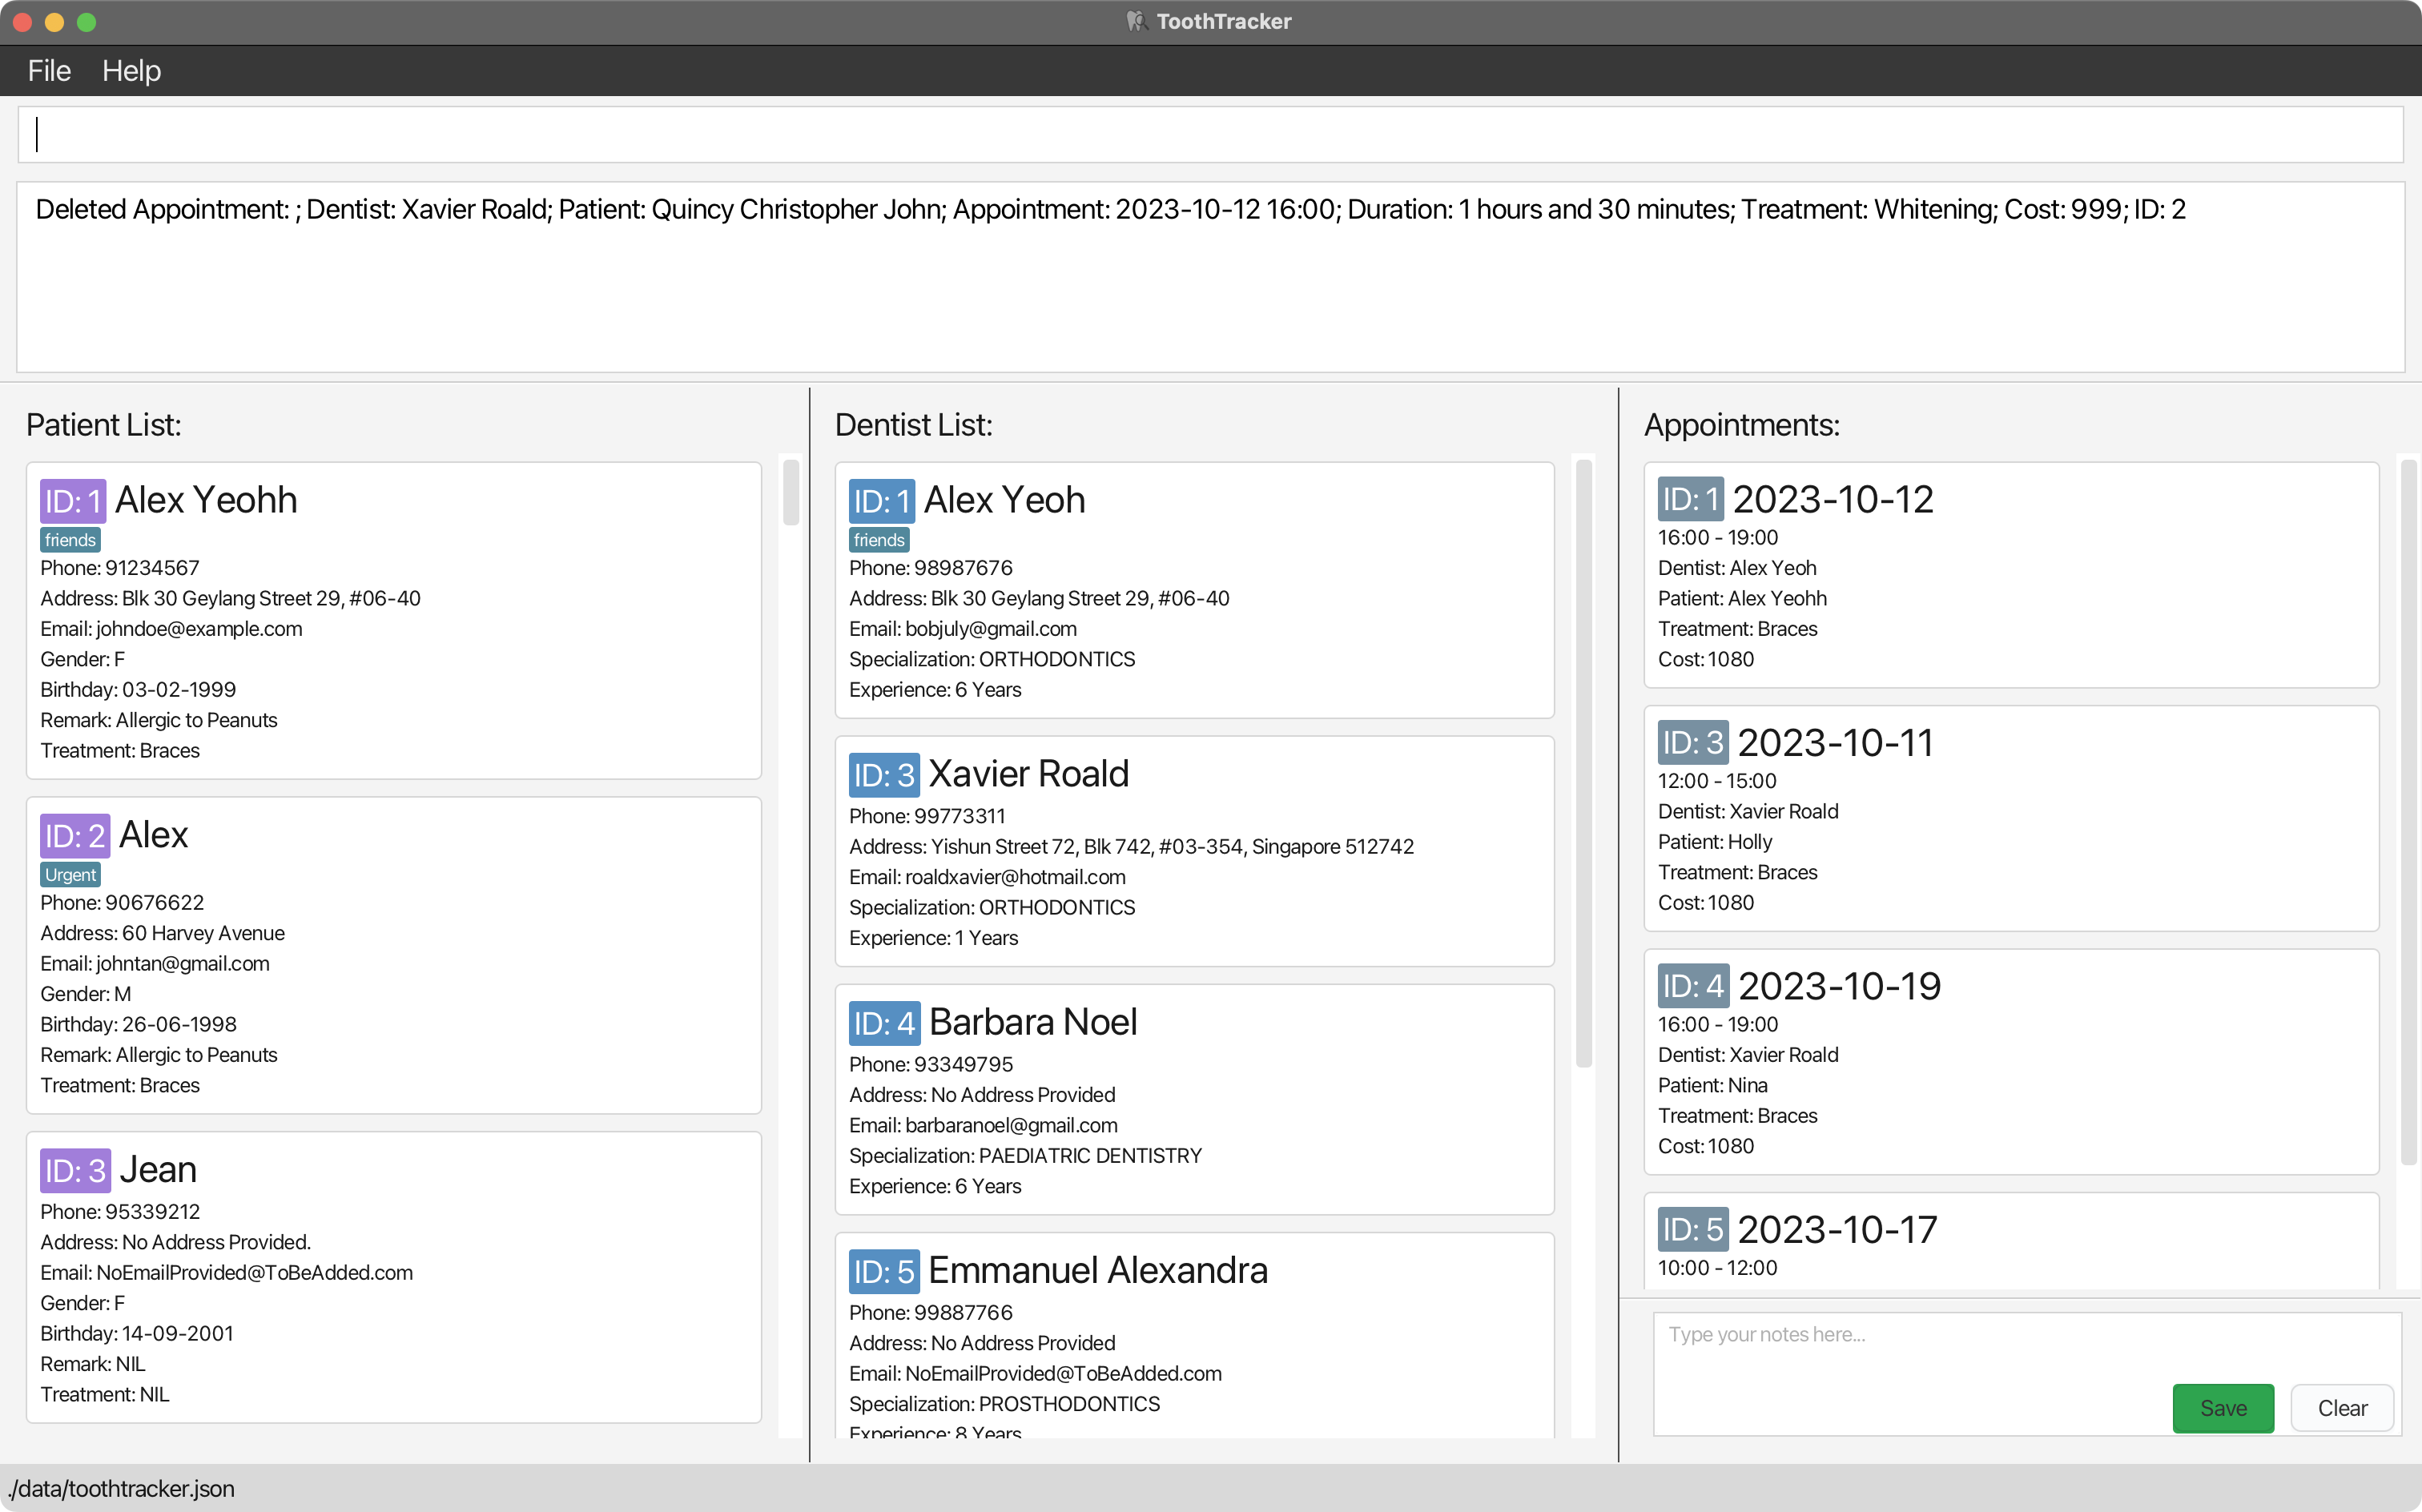 ToothTracker
File Help
Deleted Appointment: ; Dentist: Xavier Roald; Patient: Quincy Christopher John; Appointment: 2023-10-12 16:00; Duration: 1 hours and 30 minutes; Treatment: Whitening; Cost: 999; ID: 2
Patient List:
ID: 1 Alex Yeohh
friends
Phone: 91234567
Address: Blk 30 Geylang Street 29, #06-40
Email: johndoe@example.com
Gender: F
Birthday: 03-02-1999
Remark: Allergic to Peanuts
Treatment: Braces
ID: 2 Alex
Urgent
Phone: 90676622
Address: 60 Harvey Avenue
Email: johntan@gmail.com
Gender: M
Birthday: 26-06-1998
Remark: Allergic to Peanuts
Treatment: Braces
ID: 3 Jean
Phone: 95339212
Address: No Address Provided.
Email: NoEmailProvided@ToBeAdded.com
Gender: F
Birthday: 14-09-2001
Remark: NIL
Treatment: NIL
Dentist List:
ID: 1 Alex Yeoh
friends
Phone: 98987676
Address: Blk 30 Geylang Street 29, #06-40
Email: bobjuly@gmail.com
Specialization: ORTHODONTICS
Experience: 6 Years
ID: 3 Xavier Roald
Phone: 99773311
Address: Yishun Street 72, Blk 742, #03-354, Singapore 512742
Email: roaldxavier@hotmail.com
Specialization: ORTHODONTICS
Experience: 1 Years
ID: 4 Barbara Noel
Phone: 93349795
Address: No Address Provided
Email: barbaranoel@gmail.com
Specialization: PAEDIATRIC DENTISTRY
Experience: 6 Years
ID: 5 Emmanuel Alexandra
Phone: 99887766
Address: No Address Provided
Email: NoEmailProvided@ToBeAdded.com
Specialization: PROSTHODONTICS
Experience: 8 Years
Appointments:
ID: 1 2023-10-12
16:00 - 19:00
Dentist: Alex Yeoh
Patient: Alex Yeohh
Treatment: Braces
Cost: 1080
ID: 3 2023-10-11
12:00 - 15:00
Dentist: Xavier Roald
Patient: Holly
Treatment: Braces
Cost: 1080
ID: 4 2023-10-19
16:00 - 19:00
Dentist: Xavier Roald
Patient: Nina
Treatment: Braces
Cost: 1080
ID: 5 2023-10-17
10:00 - 12:00
Type your notes here...
Save Clear
./data/toothtracker.json